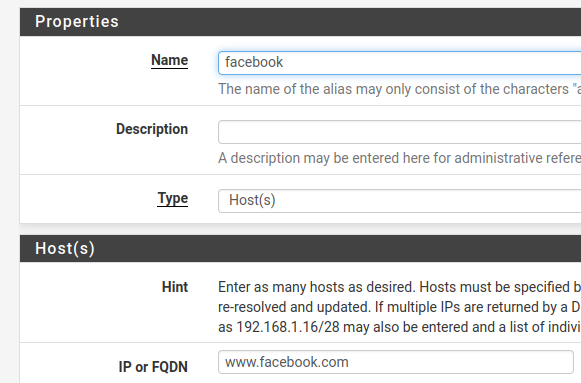 Properties
Name
facebook
The name of the alias may only consist of the characters "a
Description
A description may be entered here for administrative refere
Type
Host(s)
Host(s)
Hint
Enter as many hosts as desired. Hosts must be specified b
re-resolved and updated. If multiple IPs are returned by a D
as 192.168.1.16/28 may also be entered and a list of indivi
IP or FQDN
www.facebook.com